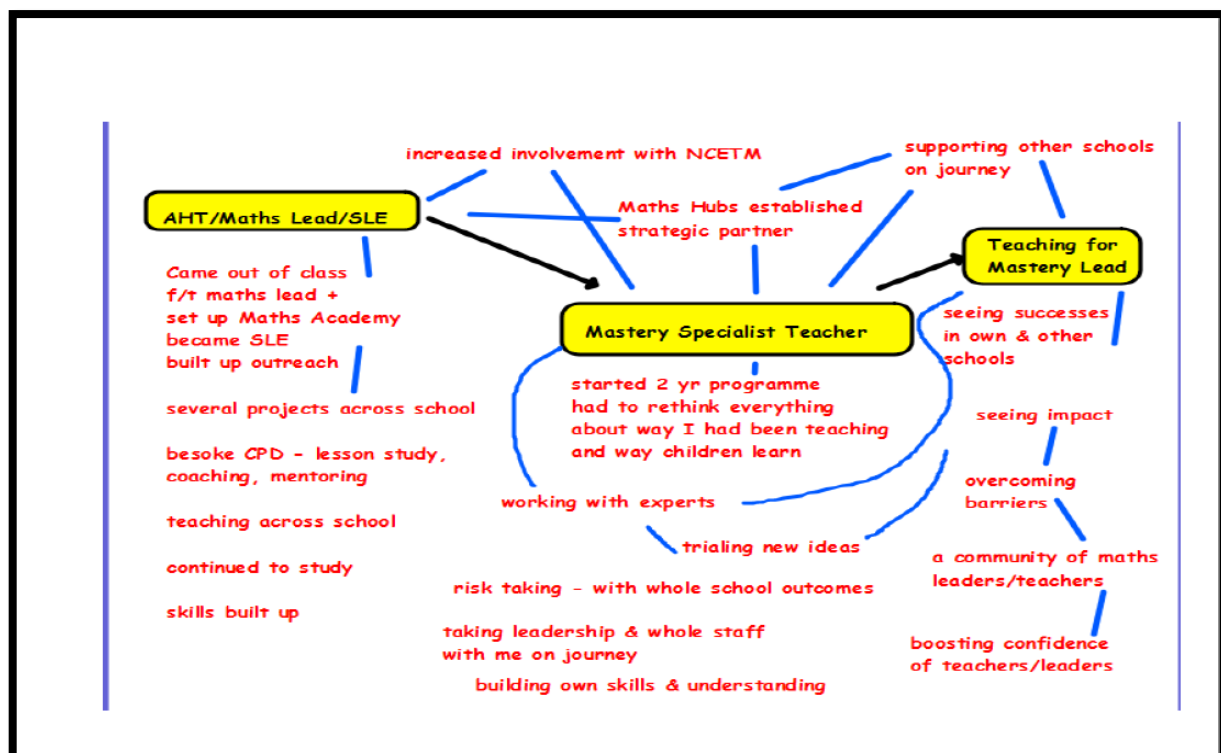 increased involvement with NCETM
supporting other schools
on journey
AHT/Maths Lead/SLE
Maths Hubs established
strategic partner
Teaching for
Mastery Lead
Came out of class
f/t maths lead +
set up Maths Academy
became SLE
built up outreach
several projects across school
besoke CPD - lesson study,
coaching, mentoring
teaching across school
continued to study
skills built up
Mastery Specialist Teacher
started 2 yr programme
had to rethink everything
about way I had been teaching
and way children learn
working with experts
trialing new ideas
risk taking - with whole school outcomes
taking leadership & whole staff
with me on journey
building own skills & understanding
seeing successes
in own & other
schools
seeing impact
overcoming
barriers
a community of maths
leaders/teachers
boosting confidence
of teachers/leaders